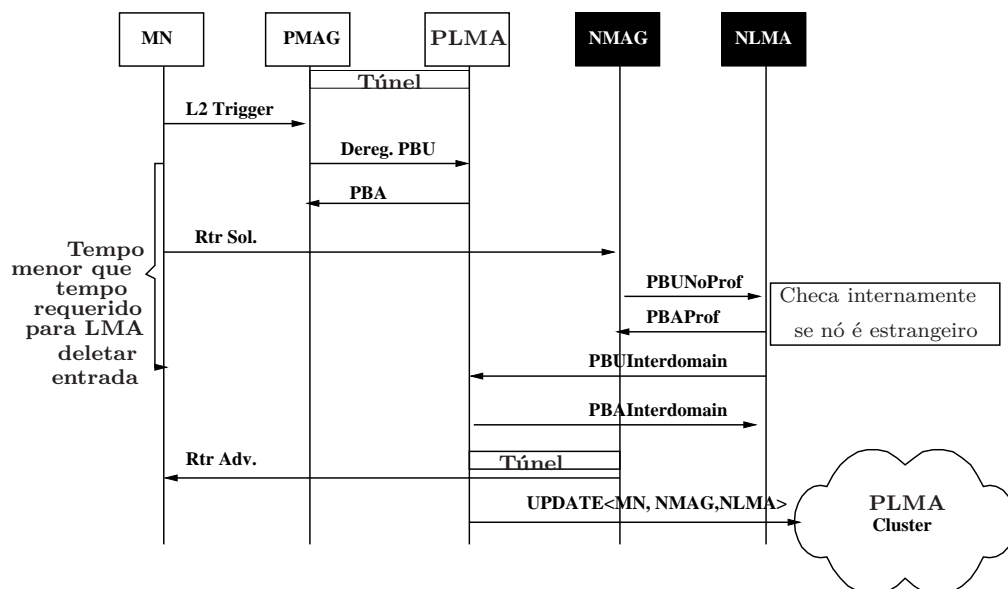 MN
PMAG
PLMA
NMAG
NLMA
Túnel
L2 Trigger
Dereg. PBU
PBA
Rtr Sol.
Tempo
menor que
tempo
requerido
para LMA
deletar
entrada
PBUNoProf
PBAProf
Checa internamente
se nó é estrangeiro
PBUInterdomain
PBAInterdomain
Túnel
Rtr Adv.
UPDATE<MN, NMAG,NLMA>
PLMA
Cluster